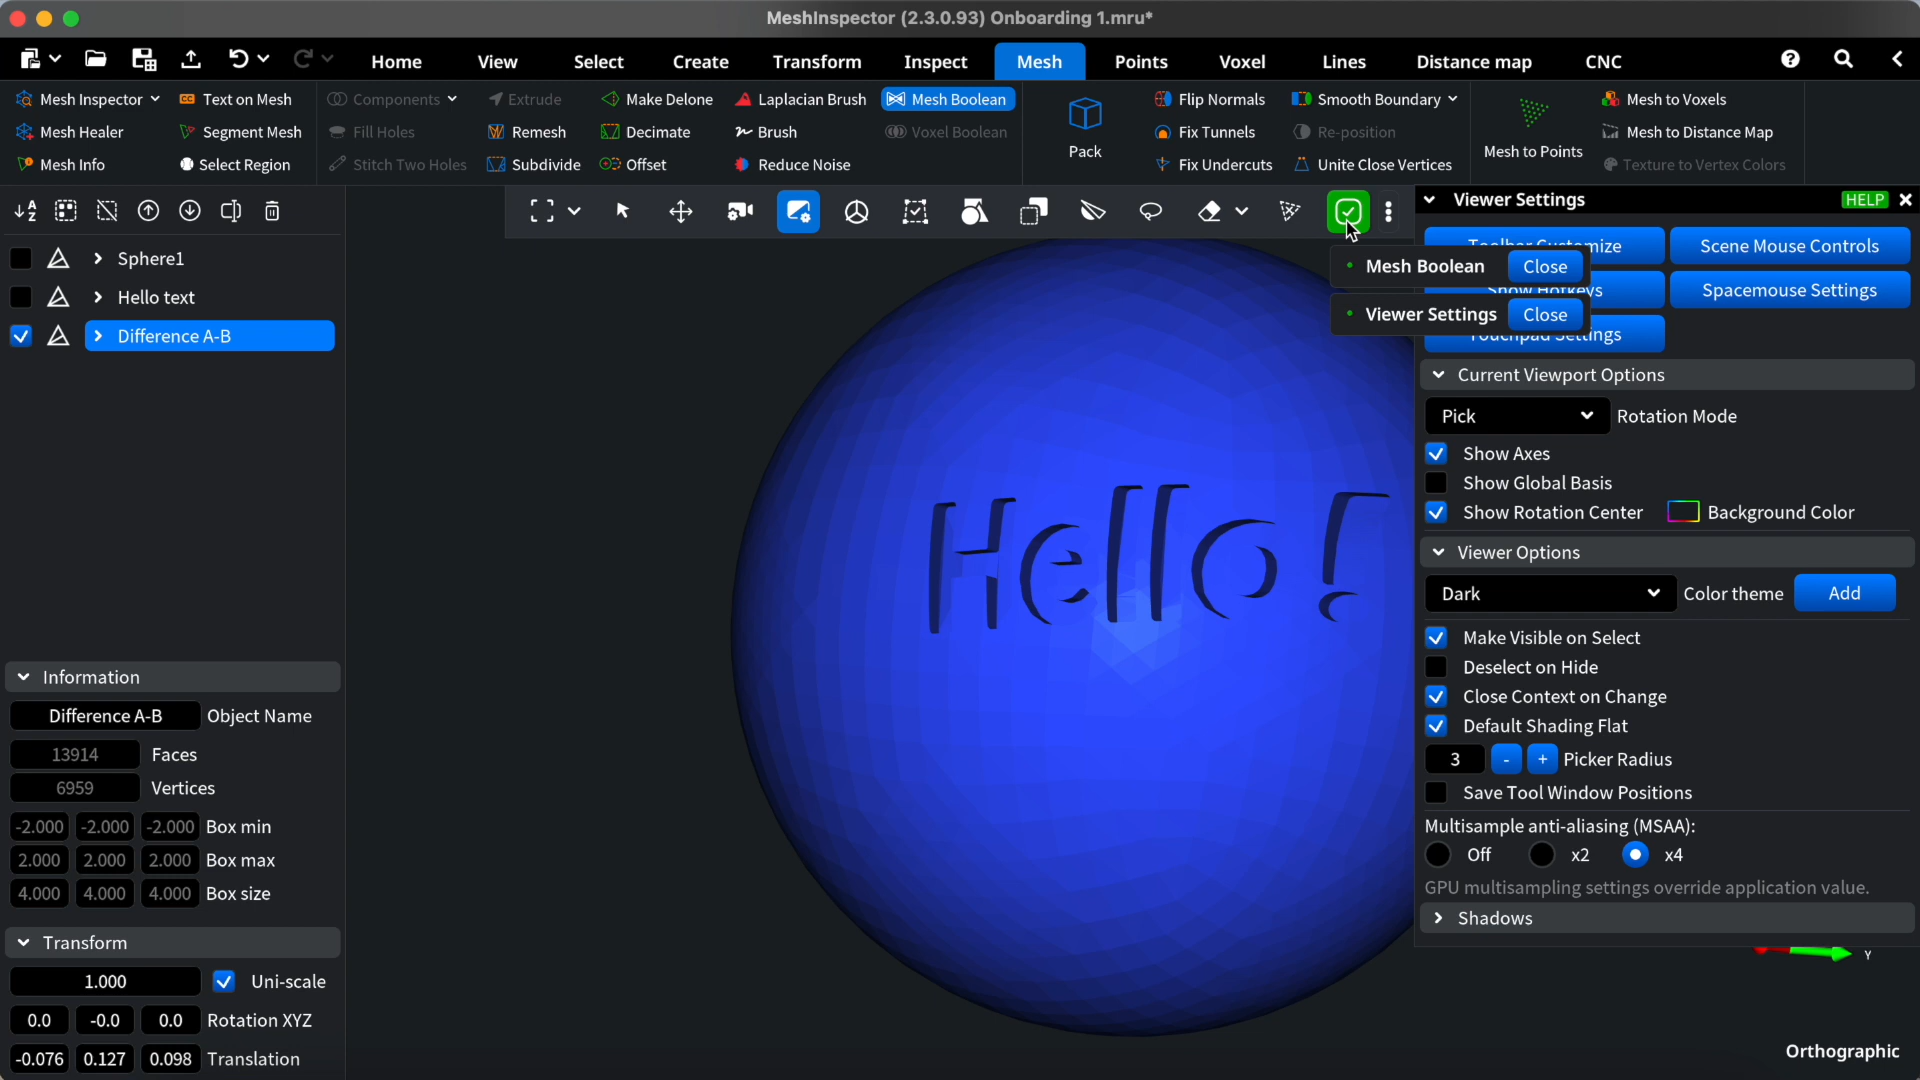 MeshInspector (2.3.0.93) Onboarding 1.mru*
Home View Select Create Transform Inspect Mesh Points Voxel Lines Distance map CNC
Mesh Inspector Text on Mesh Components Extrude Make Delone Laplacian Brush Mesh Boolean Flip Normals Smooth Boundary Mesh to Voxels
Mesh Healer Segment Mesh Fill Holes Remesh Decimate Brush Voxel Boolean Fix Tunnels Re-position Mesh to Distance Map
Pack Mesh to Points
Mesh Info Select Region Stitch Two Holes Subdivide Offset Reduce Noise Fix Undercuts Unite Close Vertices Texture to Vertex Colors
Viewer Settings HELP
Toolbar Customize Scene Mouse Controls
Mesh Boolean Close
Show Hotkeys Spacemouse Settings
Viewer Settings Close
Touchpad Settings
Sphere1
Hello text
Difference A-B
Hello!
Current Viewport Options
Pick Rotation Mode
Show Axes
Show Global Basis
Show Rotation Center Background Color
Viewer Options
Dark Color theme Add
Make Visible on Select
Deselect on Hide
Close Context on Change
Default Shading Flat
3 - + Picker Radius
Save Tool Window Positions
Multisample anti-aliasing (MSAA):
Off x2 x4
GPU multisampling settings override application value.
Shadows
Information
Difference A-B Object Name
13914 Faces
6959 Vertices
-2.000 -2.000 -2.000 Box min
2.000 2.000 2.000 Box max
4.000 4.000 4.000 Box size
Transform
1.000 Uni-scale
0.0 -0.0 0.0 Rotation XYZ
-0.076 0.127 0.098 Translation
Y
Orthographic